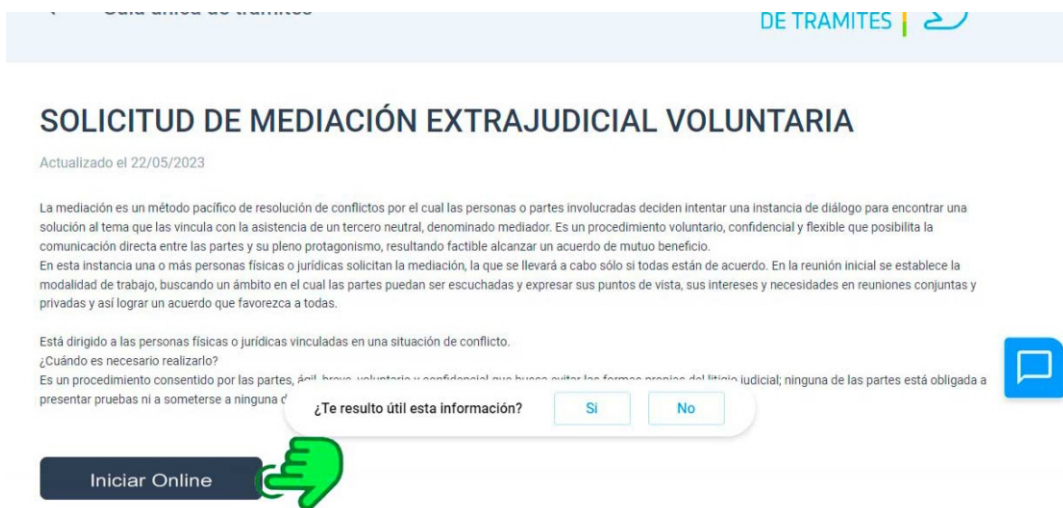 Guía única de trámites
DE TRAMITES
SOLICITUD DE MEDIACIÓN EXTRAJUDICIAL VOLUNTARIA
Actualizado el 22/05/2023
La mediación es un método pacífico de resolución de conflictos por el cual las personas o partes involucradas deciden intentar una instancia de diálogo para encontrar una
solución al tema que las vincula con la asistencia de un tercero neutral, denominado mediador. Es un procedimiento voluntario, confidencial y flexible que posibilita la
comunicación directa entre las partes y su pleno protagonismo, resultando factible alcanzar un acuerdo de mutuo beneficio.
En esta instancia una o más personas físicas o jurídicas solicitan la mediación, la que se llevará a cabo sólo si todas están de acuerdo. En la reunión inicial se establece la
modalidad de trabajo, buscando un ámbito en el cual las partes puedan ser escuchadas y expresar sus puntos de vista, sus intereses y necesidades en reuniones conjuntas y
privadas y así lograr un acuerdo que favorezca a todas.
Está dirigido a las personas físicas o jurídicas vinculadas en una situación de conflicto.
¿Cuándo es necesario realizarlo?
Es un procedimiento consentido por las partes, ágil, breve, voluntario y confidencial que busca evitar las formas propias del litigio judicial; ninguna de las partes está obligada a
presentar pruebas ni a someterse a ninguna
¿Te resulto útil esta información?
Si
No
Iniciar Online